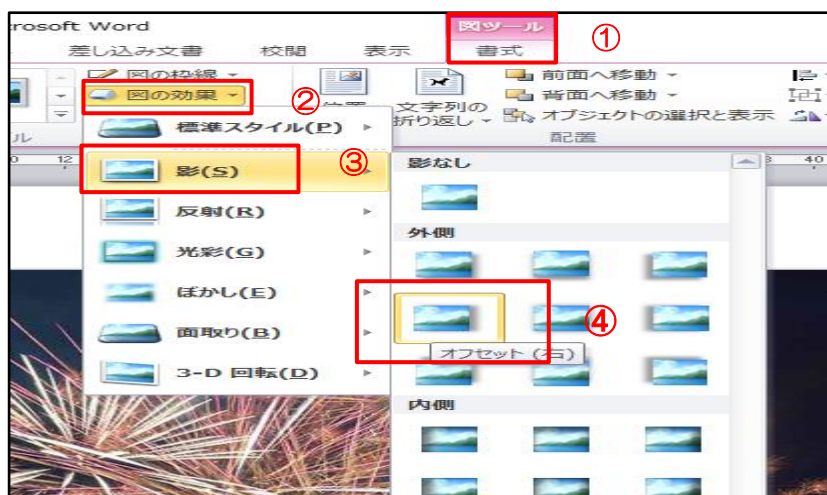 rosoft Word
図ツール
①
差し込み文書 校閲 表示 書式
図の枠線
図の効果
②
文字列の
折り返し
前面へ移動
背面へ移動
オブジェクトの選択と表示
配置
ル
12
40
標準スタイル(P)
影(S)
③
反射(R)
光彩(G)
ぼかし(E)
面取り(B)
3-D 回転(D)
影なし
外側
④
オフセット (右)
内側